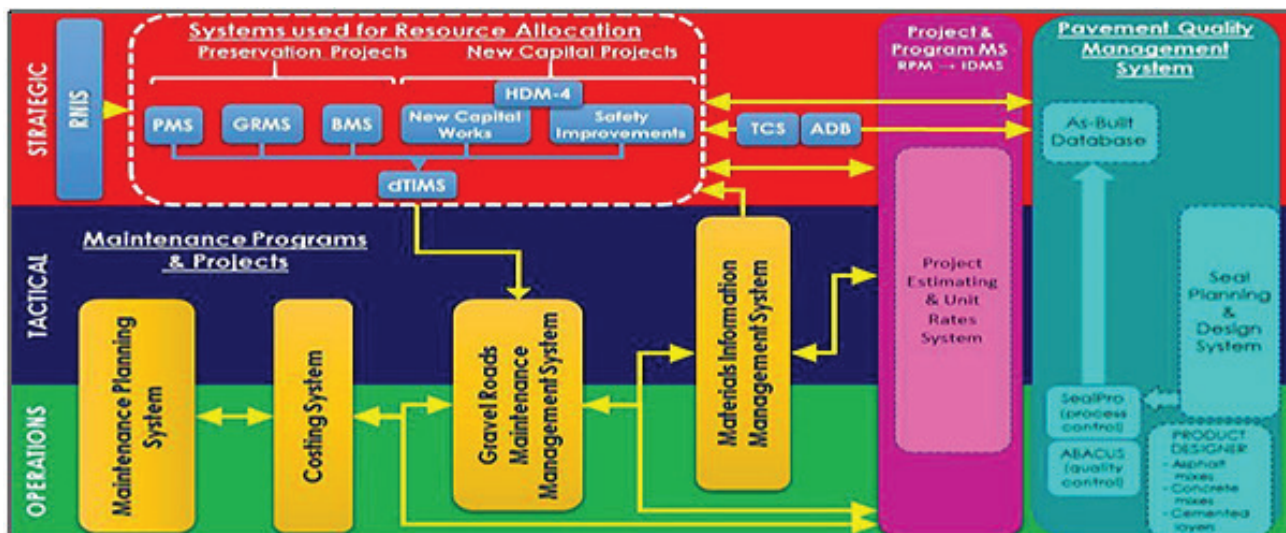 STRATEGIC
RNIS
Systems used for Resource Allocation
Preservation Projects
New Capital Projects
HDM-4
PMS
GRMS
BMS
New Capital
Works
Safety
Improvements
dTIMS
TCS
ADB
Project &
Program MS
RPM → IDMS
Pavement Quality
Management
System
As-Built
Database
TACTICAL
Maintenance Programs
& Projects
Maintenance Planning
System
Costing System
Gravel Roads
Maintenance
Management System
Materials Information
Management System
Project
Estimating
& Unit
Rates
System
Seal
Planning
&
Design
System
OPERATIONS
SealPro
(process
control)
ABACUS
(quality
control)
PRODUCT
DESIGNER
- Asphalt
mixes
- Concrete
mixes
- Cemented
layers